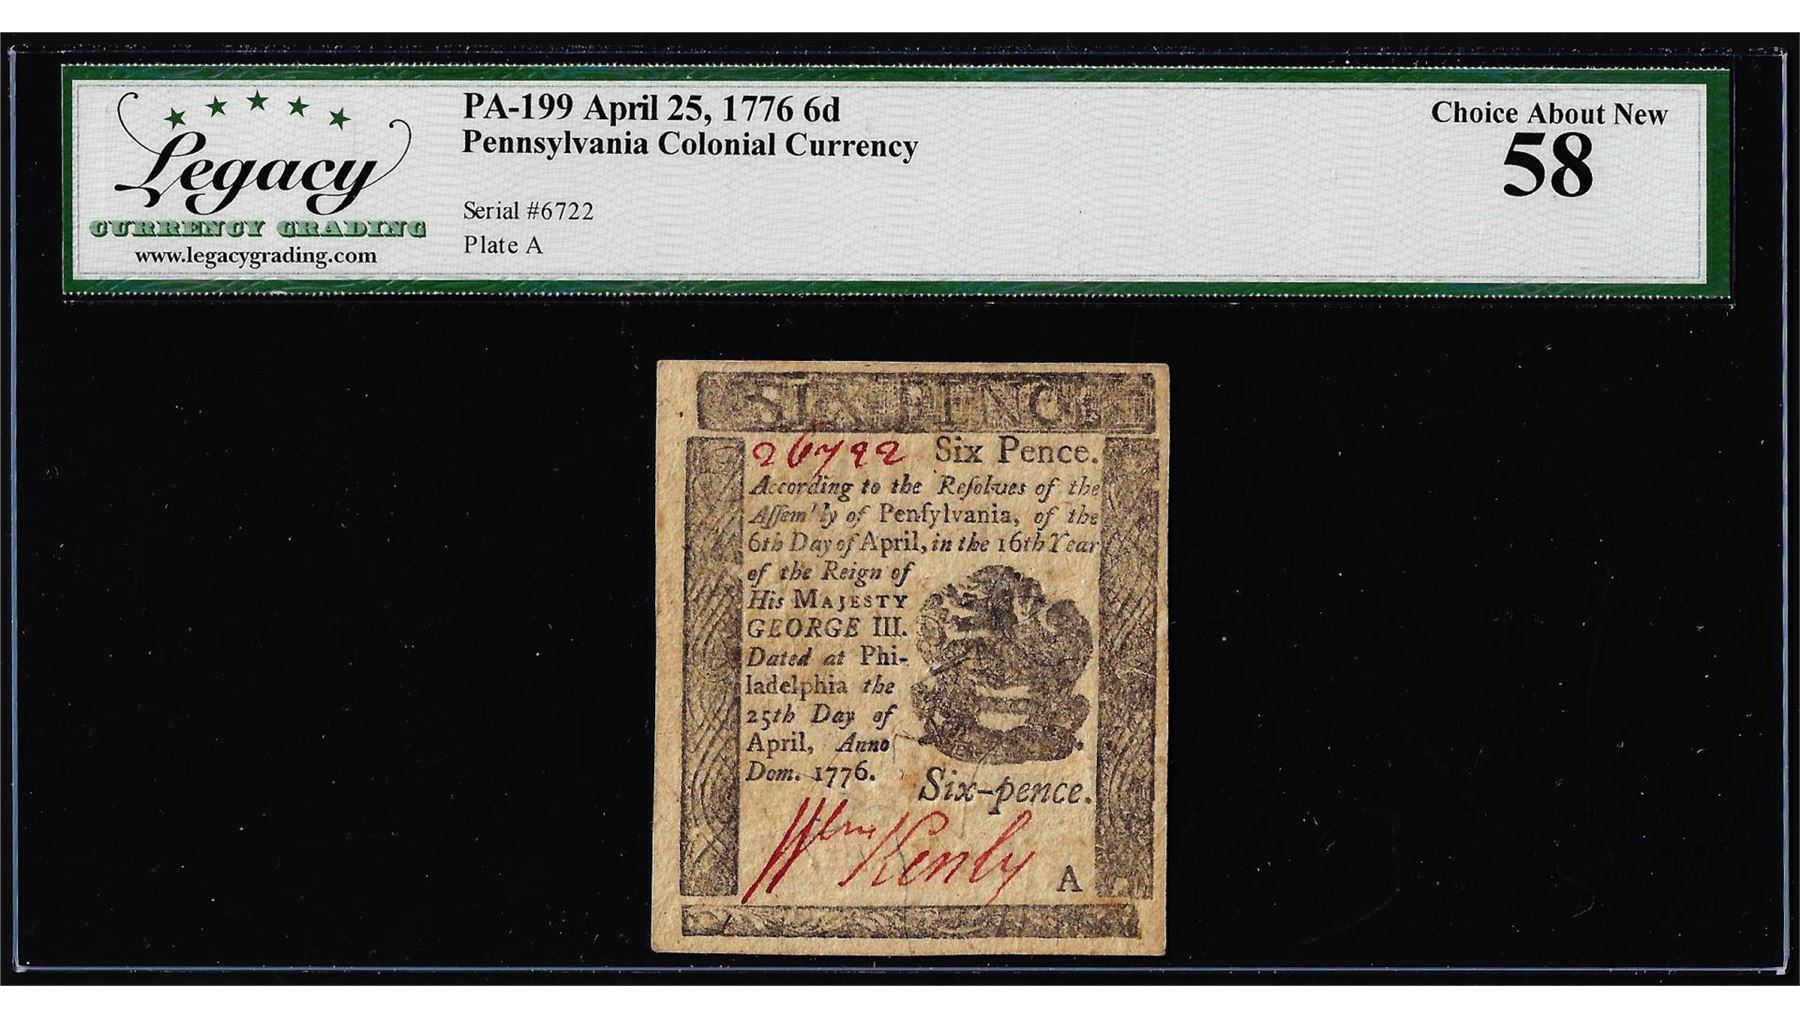 Legacy
CURRENCY GRADING
www.legacygrading.com
PA-199 April 25, 1776 6d
Pennsylvania Colonial Currency
Serial #6722
Plate A
Choice About New
58
SIX PENCE
26722 Six Pence.
According to the Reſolves of the
Aſſembly of Penſylvania, of the
6th Day of April, in the 16th Year
of the Reign of
His MAJESTY
GEORGE III.
Dated at Phi-
ladelphia the
25th Day of
April, Anno
Dom. 1776.
Six-pence.
Wm Kenly
A